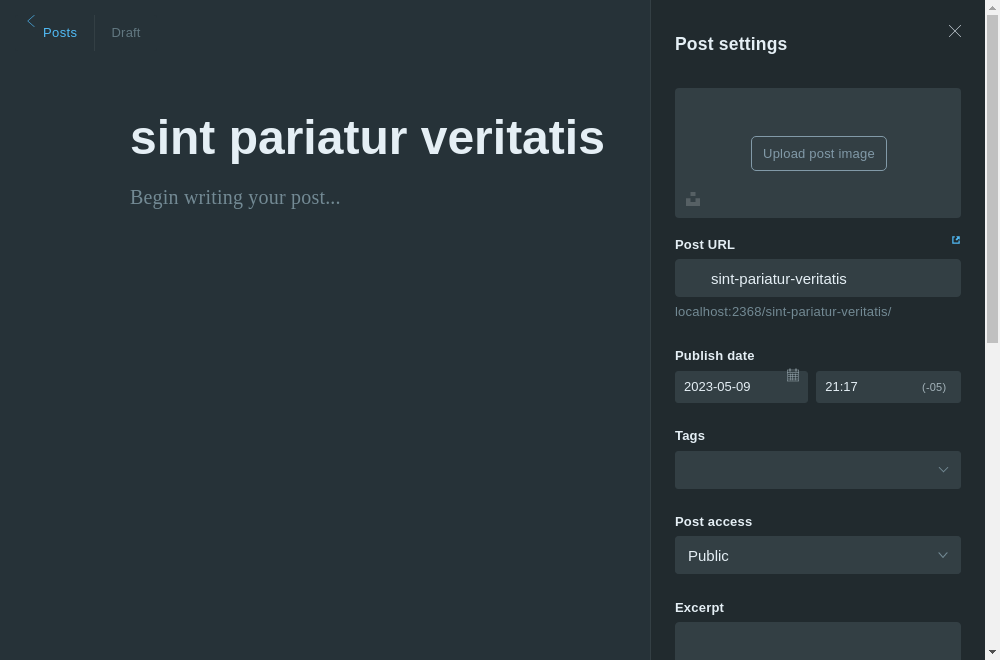 Posts
Draft
sint pariatur veritatis
Begin writing your post...
Post settings
Upload post image
Post URL
sint-pariatur-veritatis
localhost:2368/sint-pariatur-veritatis/
Publish date
2023-05-09
21:17
(-05)
Tags
Post access
Public
Excerpt